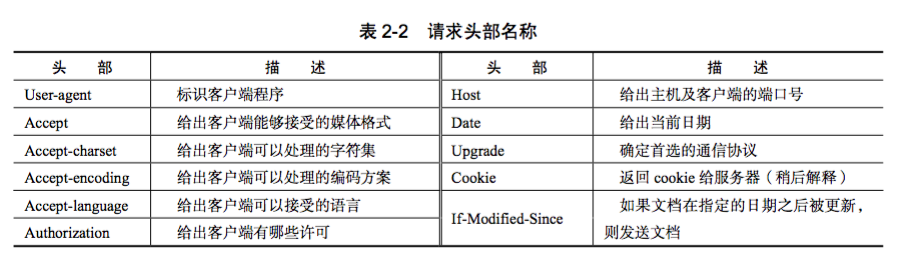 表 2-2 请求头部名称
头 部 描 述 头 部 描 述
User-agent 标识客户端程序 Host 给出主机及客户端的端口号
Accept 给出客户端能够接受的媒体格式 Date 给出当前日期
Accept-charset 给出客户端可以处理的字符集 Upgrade 确定首选的通信协议
Accept-encoding 给出客户端可以处理的编码方案 Cookie 返回 cookie 给服务器（稍后解释）
Accept-language 给出客户端可以接受的语言 If-Modified-Since 如果文档在指定的日期之后被更新，
Authorization 给出客户端有哪些许可 则发送文档